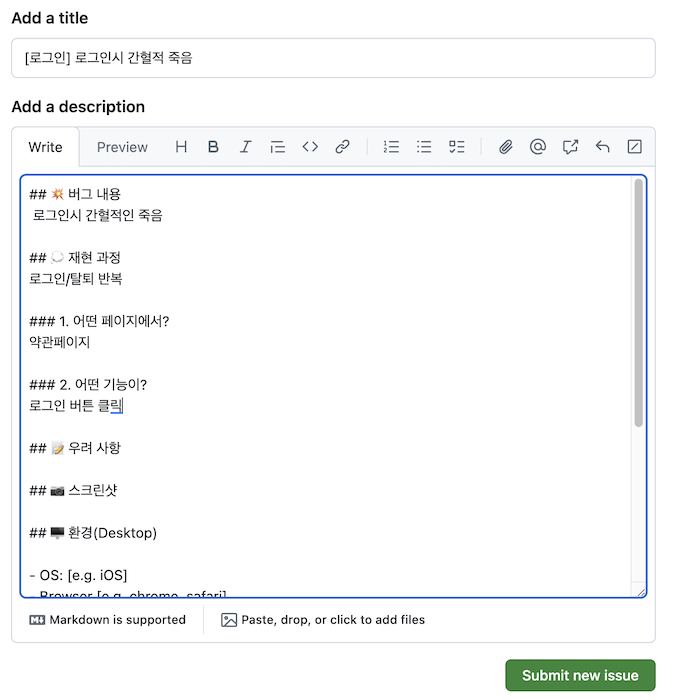 Add a title
[로그인] 로그인시 간헐적 죽음
Add a description
Write Preview
## 💥 버그 내용
로그인시 간헐적인 죽음
## 💭 재현 과정
로그인/탈퇴 반복
### 1. 어떤 페이지에서?
약관페이지
### 2. 어떤 기능이?
로그인 버튼 클릭
## 📝 우려 사항
## 📷 스크린샷
## 🖥️ 환경(Desktop)
- OS: [e.g. iOS]
- Browser [e.g. chrome, safari]
Markdown is supported
Paste, drop, or click to add files
Submit new issue